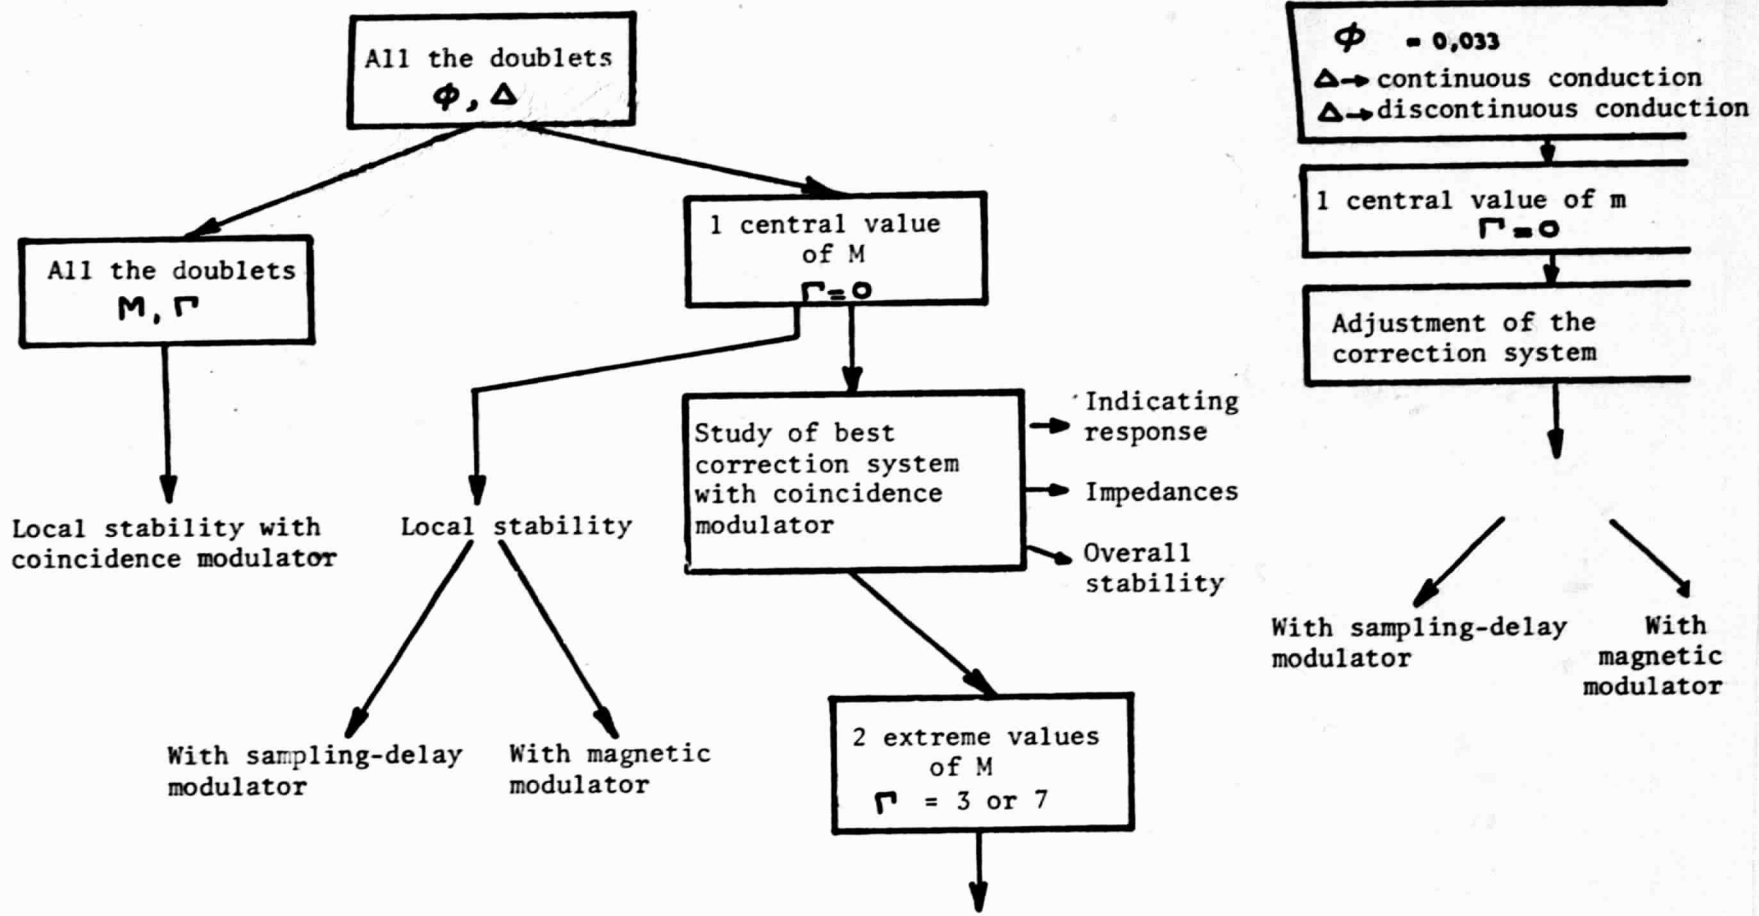 All the doublets
Φ, Δ
All the doublets
M, Γ
Local stability with
coincidence modulator
1 central value
of M
Γ=0
Local stability
With sampling-delay
modulator
With magnetic
modulator
Study of best
correction system
with coincidence
modulator
Indicating
response
Impedances
Overall
stability
2 extreme values
of M
Γ = 3 or 7
Φ = 0,033
Δ→ continuous conduction
Δ→ discontinuous conduction
1 central value of m
Γ=0
Adjustment of the
correction system
With sampling-delay
modulator
With
magnetic
modulator